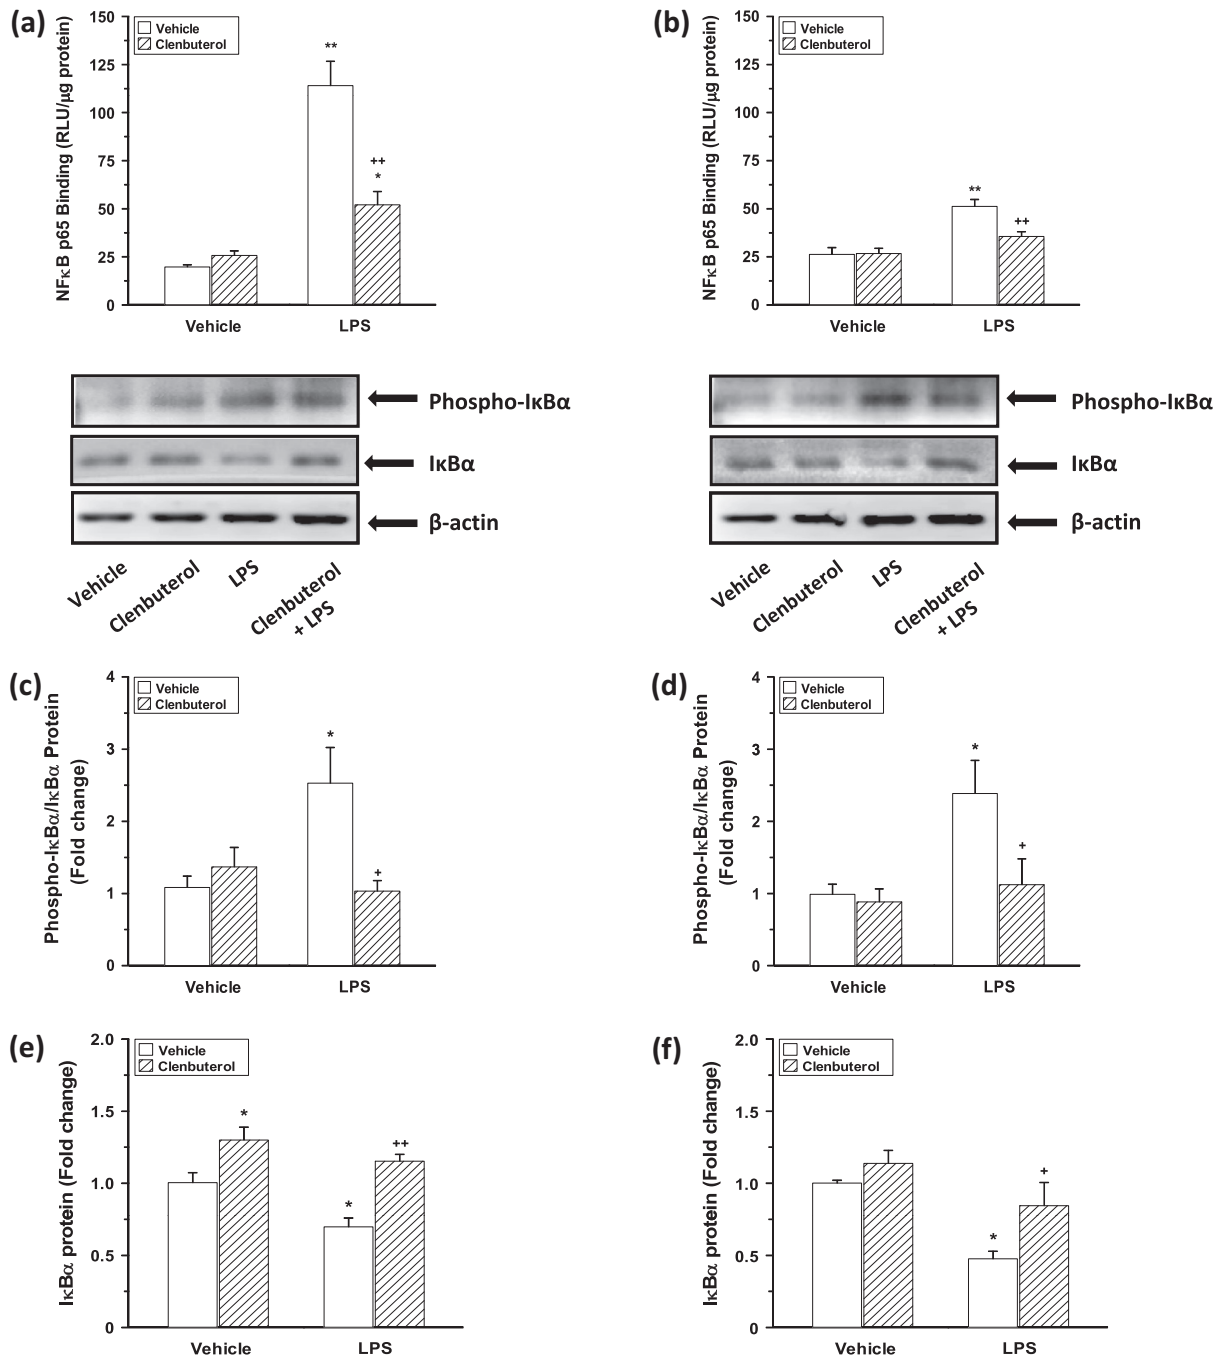 (a)
NFκB p65 Binding (RLU/μg protein)
150
125
100
75
50
25
0
Vehicle
Clenbuterol
**
++
*
Vehicle
LPS
(b)
NFκB p65 Binding (RLU/μg protein)
150
125
100
75
50
25
0
Vehicle
Clenbuterol
**
++
Vehicle
LPS
Phospho-IκBα
IκBα
β-actin
Vehicle
Clenbuterol
LPS
Clenbuterol
+ LPS
Phospho-IκBα
IκBα
β-actin
Vehicle
Clenbuterol
LPS
Clenbuterol
+ LPS
(c)
Phospho-IκBα/IκBα Protein
(Fold change)
4
3
2
1
0
Vehicle
Clenbuterol
*
+
Vehicle
LPS
(d)
Phospho-IκBα/IκBα Protein
(Fold change)
4
3
2
1
0
Vehicle
Clenbuterol
*
+
Vehicle
LPS
(e)
IκBα protein (Fold change)
2.0
1.5
1.0
0.5
0
Vehicle
Clenbuterol
*
*
++
Vehicle
LPS
(f)
IκBα protein (Fold change)
2.0
1.5
1.0
0.5
0
Vehicle
Clenbuterol
*
+
Vehicle
LPS